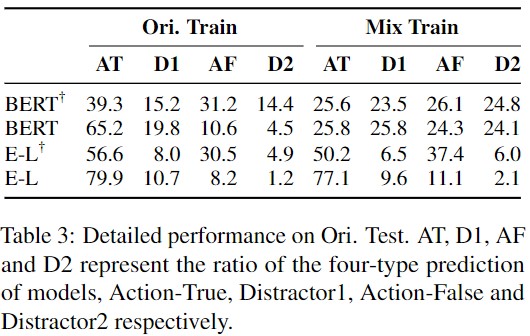 Ori. Train Mix Train
AT D1 AF D2 AT D1 AF D2
BERT† 39.3 15.2 31.2 14.4 25.6 23.5 26.1 24.8
BERT 65.2 19.8 10.6 4.5 25.8 25.8 24.3 24.1
E-L† 56.6 8.0 30.5 4.9 50.2 6.5 37.4 6.0
E-L 79.9 10.7 8.2 1.2 77.1 9.6 11.1 2.1
Table 3: Detailed performance on Ori. Test. AT, D1, AF
and D2 represent the ratio of the four-type prediction
of models, Action-True, Distractor1, Action-False and
Distractor2 respectively.